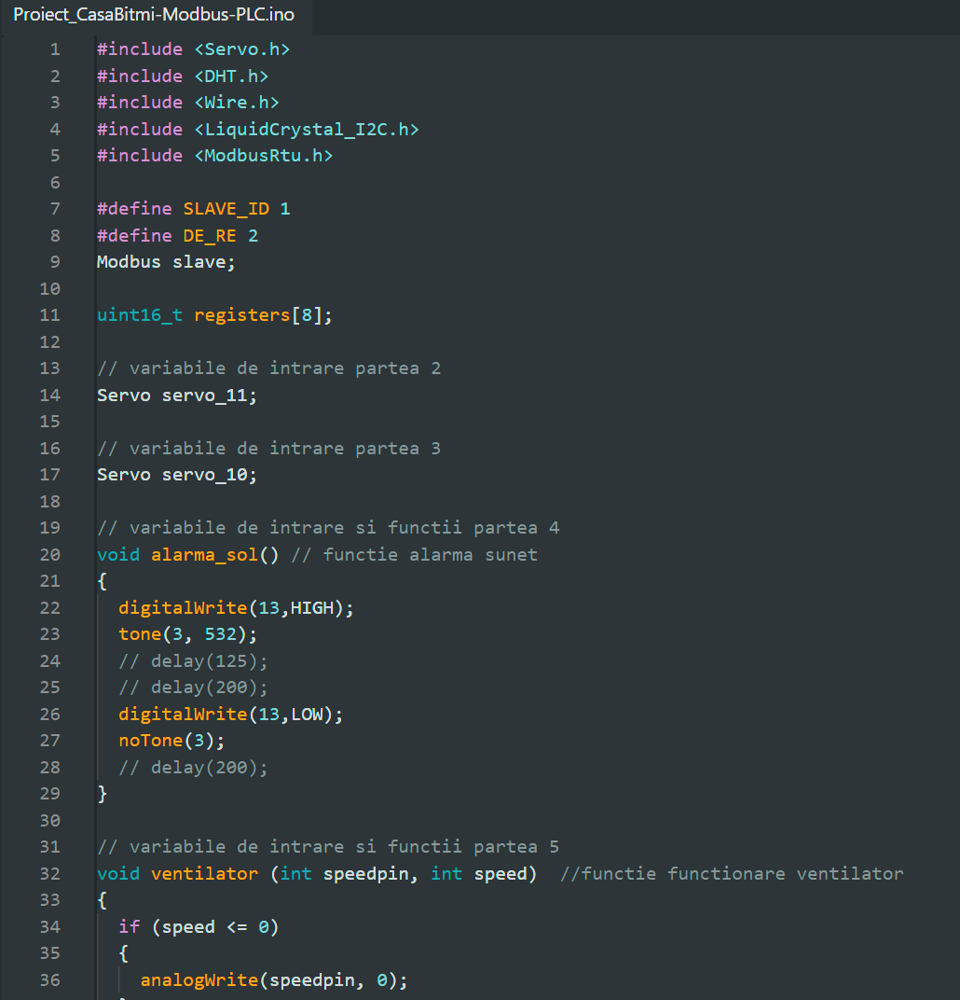 Proiect_CasaBitmi-Modbus-PLC.ino
1 #include <Servo.h>
2 #include <DHT.h>
3 #include <Wire.h>
4 #include <LiquidCrystal_I2C.h>
5 #include <ModbusRtu.h>
6
7 #define SLAVE_ID 1
8 #define DE_RE 2
9 Modbus slave;
10
11 uint16_t registers[8];
12
13 // variabile de intrare partea 2
14 Servo servo_11;
15
16 // variabile de intrare partea 3
17 Servo servo_10;
18
19 // variabile de intrare si functii partea 4
20 void alarma_sol() // functie alarma sunet
21 {
22   digitalWrite(13,HIGH);
23   tone(3, 532);
24   // delay(125);
25   // delay(200);
26   digitalWrite(13,LOW);
27   noTone(3);
28   // delay(200);
29 }
30
31 // variabile de intrare si functii partea 5
32 void ventilator (int speedpin, int speed)  //functie functionare ventilator
33 {
34   if (speed <= 0)
35   {
36     analogWrite(speedpin, 0);